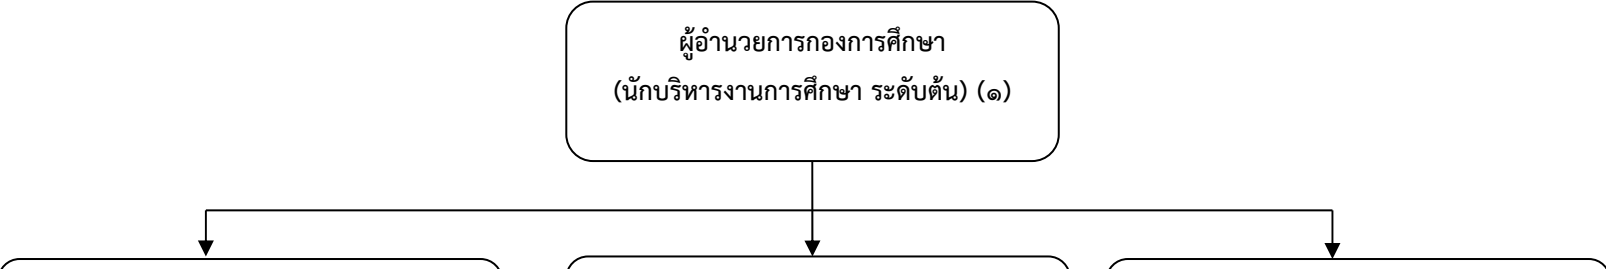 ผู้อำนวยการกองการศึกษา
(นักบริหารงานการศึกษา ระดับต้น) (๑)